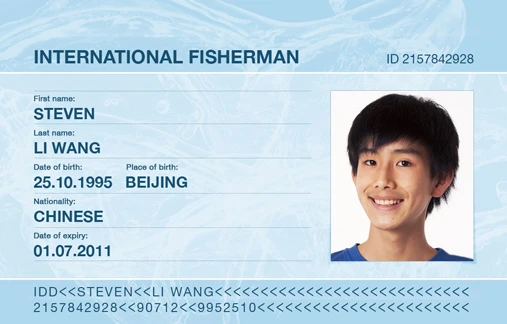 INTERNATIONAL FISHERMAN ID 2157842928
First name:
STEVEN
Last name:
LI WANG
Date of birth: Place of birth:
25.10.1995 BEIJING
Nationality:
CHINESE
Date of expiry:
01.07.2011
IDD<<STEVEN<<LI WANG<<<<<<<<<<<<<<<<<<<<<<<
2157842928<<90712<<9952510<<<<<<<<<<<<<<<<<<<